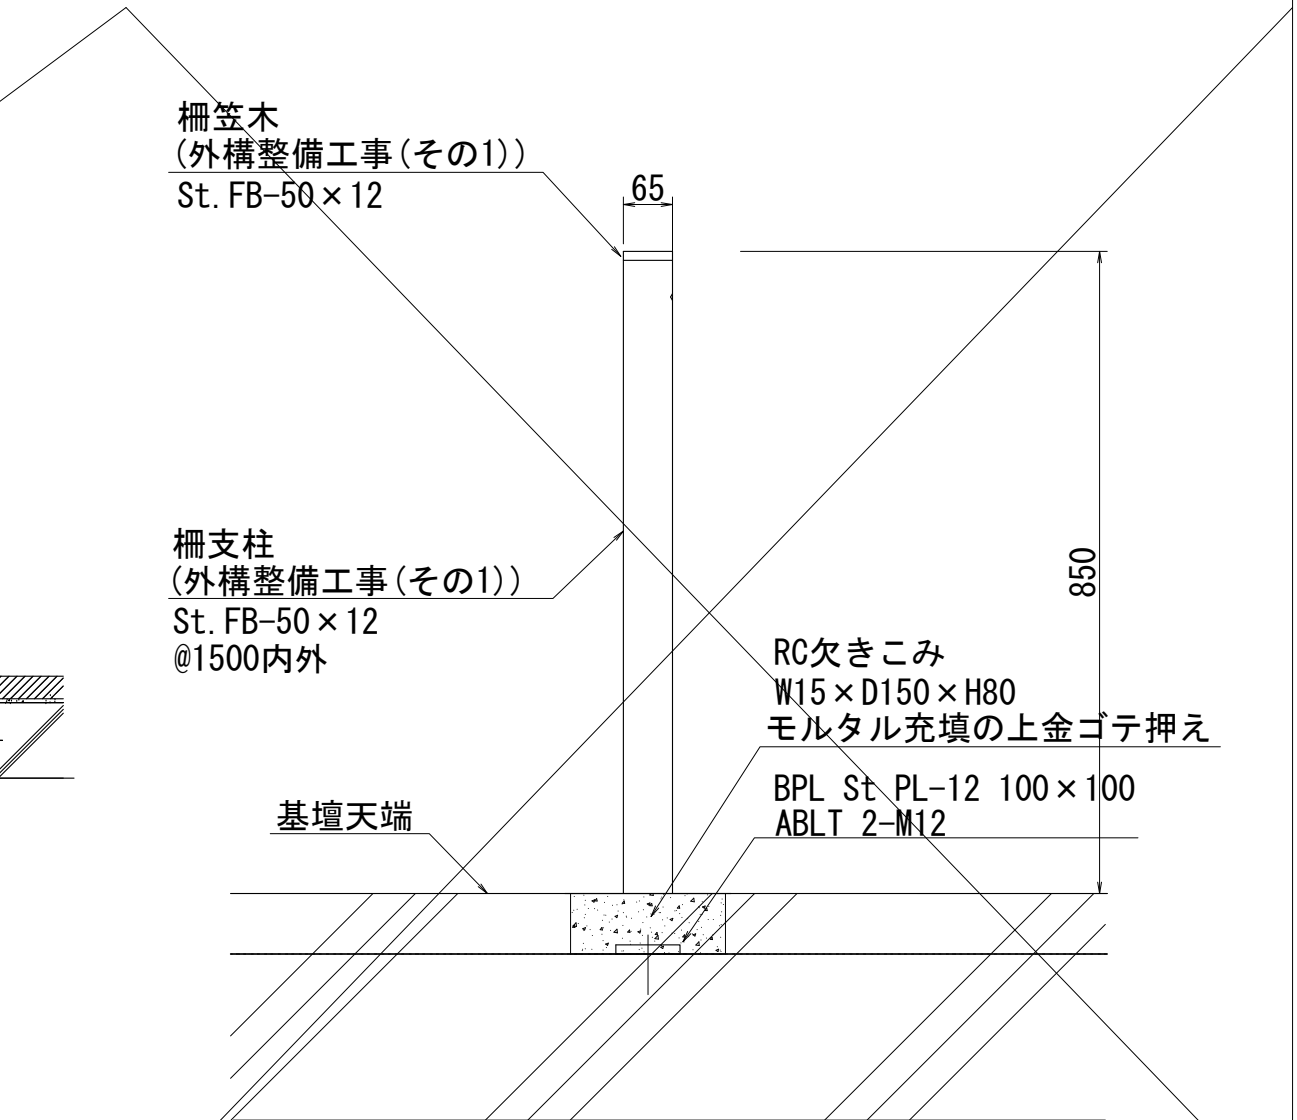 柵笠木
(外構整備工事(その1))
St.FB-50×12
65
柵支柱
(外構整備工事(その1))
St.FB-50×12
@1500内外
850
RC欠きこみ
W15×D150×H80
モルタル充填の上金ゴテ押え
BPL St PL-12 100×100
ABLT 2-M12
基壇天端